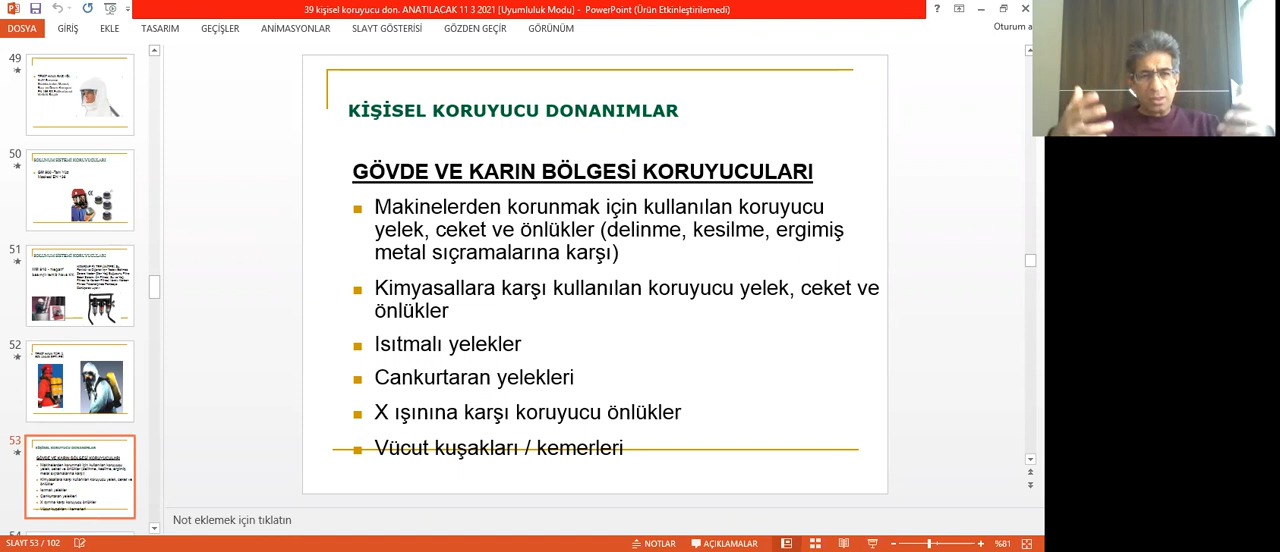 39 kişisel koruyucu don. ANATILACAK 11 3 2021 [Uyumluluk Modu] - PowerPoint (Ürün Etkinleştirilemedi)
DOSYA GİRİŞ EKLE TASARIM GEÇİŞLER ANİMASYONLAR SLAYT GÖSTERİSİ GÖZDEN GEÇİR GÖRÜNÜM Oturum a
49
50
51
52
53
KİŞİSEL KORUYUCU DONANIMLAR
GÖVDE VE KARIN BÖLGESİ KORUYUCULARI
Makinelerden korunmak için kullanılan koruyucu
yelek, ceket ve önlükler (delinme, kesilme, ergimiş
metal sıçramalarına karşı)
Kimyasallara karşı kullanılan koruyucu yelek, ceket ve
önlükler
Isıtmalı yelekler
Cankurtaran yelekleri
X ışınına karşı koruyucu önlükler
Vücut kuşakları / kemerleri
Not eklemek için tıklatın
SLAYT 53 / 102 NOTLAR AÇIKLAMALAR %81